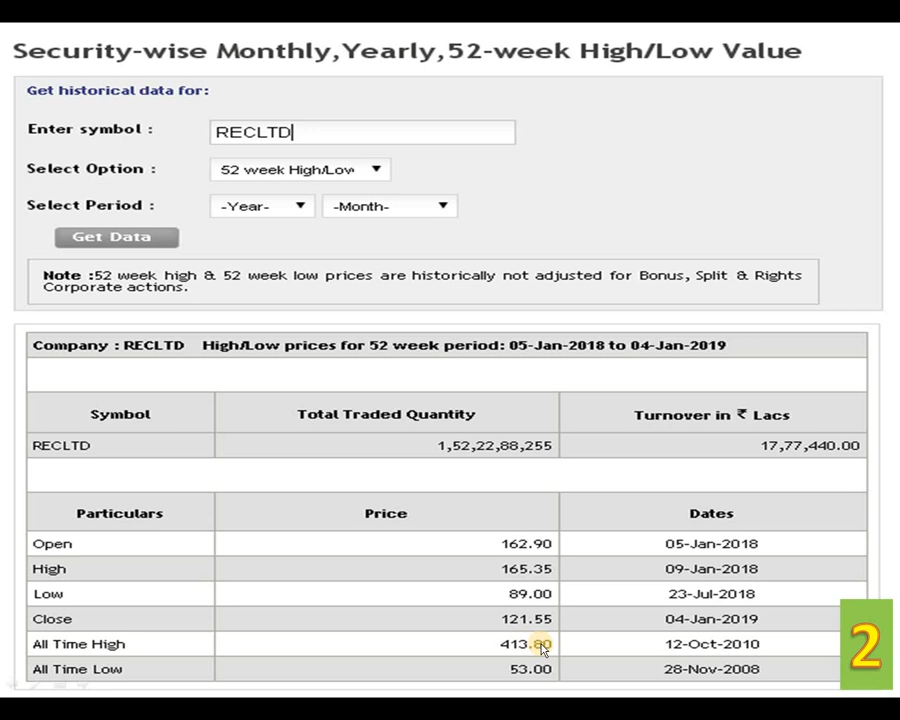 Security-wise Monthly,Yearly,52-week High/Low Value
Get historical data for:
Enter symbol : RECLTD
Select Option : 52 week High/Low
Select Period : -Year- -Month-
Get Data
Note :52 week high & 52 week low prices are historically not adjusted for Bonus, Split & Rights
Corporate actions.
Company : RECLTD High/Low prices for 52 week period: 05-Jan-2018 to 04-Jan-2019
Symbol Total Traded Quantity Turnover in ₹ Lacs
RECLTD 1,52,22,88,255 17,77,440.00
Particulars Price Dates
Open 162.90 05-Jan-2018
High 165.35 09-Jan-2018
Low 89.00 23-Jul-2018
Close 121.55 04-Jan-2019
All Time High 413.80 12-Oct-2010
All Time Low 53.00 28-Nov-2008
2